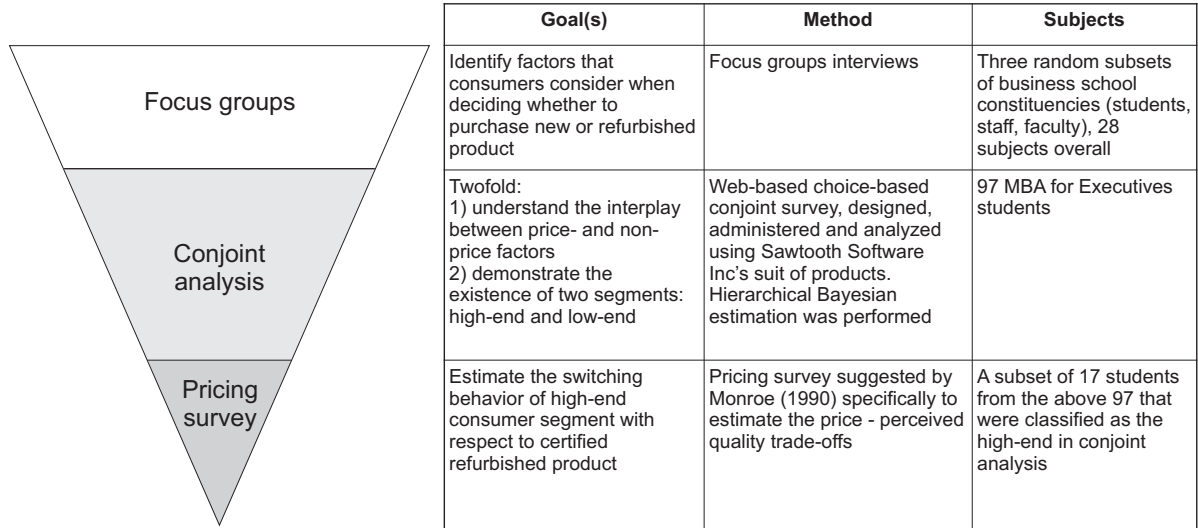 Goal(s)
Method
Subjects
Focus groups
Identify factors that
consumers consider when
deciding whether to
purchase new or refurbished
product
Focus groups interviews
Three random subsets
of business school
constituencies (students,
staff, faculty), 28
subjects overall
Conjoint
analysis
Twofold:
1) understand the interplay
between price- and non-
price factors
2) demonstrate the
existence of two segments:
high-end and low-end
Web-based choice-based
conjoint survey, designed,
administered and analyzed
using Sawtooth Software
Inc's suit of products.
Hierarchical Bayesian
estimation was performed
97 MBA for Executives
students
Pricing
survey
Estimate the switching
behavior of high-end
consumer segment with
respect to certified
refurbished product
Pricing survey suggested by
Monroe (1990) specifically to
estimate the price - perceived
quality trade-offs
A subset of 17 students
from the above 97 that
were classified as the
high-end in conjoint
analysis